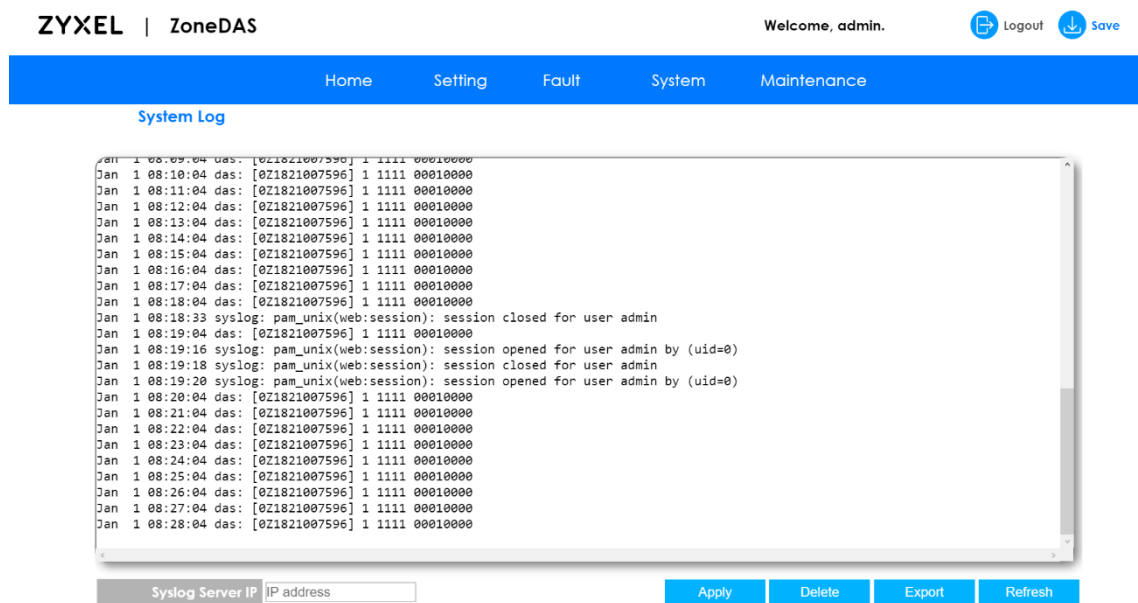 ZYXEL | ZoneDAS
Welcome, admin.
Logout
Save
Home Setting Fault System Maintenance
System Log
Jan 1 08:09:04 das: [0Z1821007596] 1 1111 00010000
Jan 1 08:10:04 das: [0Z1821007596] 1 1111 00010000
Jan 1 08:11:04 das: [0Z1821007596] 1 1111 00010000
Jan 1 08:12:04 das: [0Z1821007596] 1 1111 00010000
Jan 1 08:13:04 das: [0Z1821007596] 1 1111 00010000
Jan 1 08:14:04 das: [0Z1821007596] 1 1111 00010000
Jan 1 08:15:04 das: [0Z1821007596] 1 1111 00010000
Jan 1 08:16:04 das: [0Z1821007596] 1 1111 00010000
Jan 1 08:17:04 das: [0Z1821007596] 1 1111 00010000
Jan 1 08:18:04 das: [0Z1821007596] 1 1111 00010000
Jan 1 08:18:33 syslog: pam_unix(web:session): session closed for user admin
Jan 1 08:19:04 das: [0Z1821007596] 1 1111 00010000
Jan 1 08:19:16 syslog: pam_unix(web:session): session opened for user admin by (uid=0)
Jan 1 08:19:18 syslog: pam_unix(web:session): session closed for user admin
Jan 1 08:19:20 syslog: pam_unix(web:session): session opened for user admin by (uid=0)
Jan 1 08:20:04 das: [0Z1821007596] 1 1111 00010000
Jan 1 08:21:04 das: [0Z1821007596] 1 1111 00010000
Jan 1 08:22:04 das: [0Z1821007596] 1 1111 00010000
Jan 1 08:23:04 das: [0Z1821007596] 1 1111 00010000
Jan 1 08:24:04 das: [0Z1821007596] 1 1111 00010000
Jan 1 08:25:04 das: [0Z1821007596] 1 1111 00010000
Jan 1 08:26:04 das: [0Z1821007596] 1 1111 00010000
Jan 1 08:27:04 das: [0Z1821007596] 1 1111 00010000
Jan 1 08:28:04 das: [0Z1821007596] 1 1111 00010000
Syslog Server IP IP address Apply Delete Export Refresh